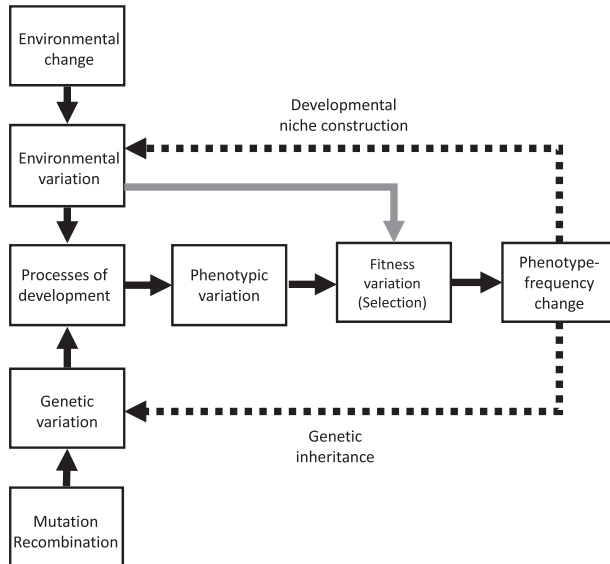 Environmental
change
Developmental
niche construction
Environmental
variation
Processes of
development
Phenotypic
variation
Fitness
variation
(Selection)
Phenotype-
frequency
change
Genetic
variation
Genetic
inheritance
Mutation
Recombination